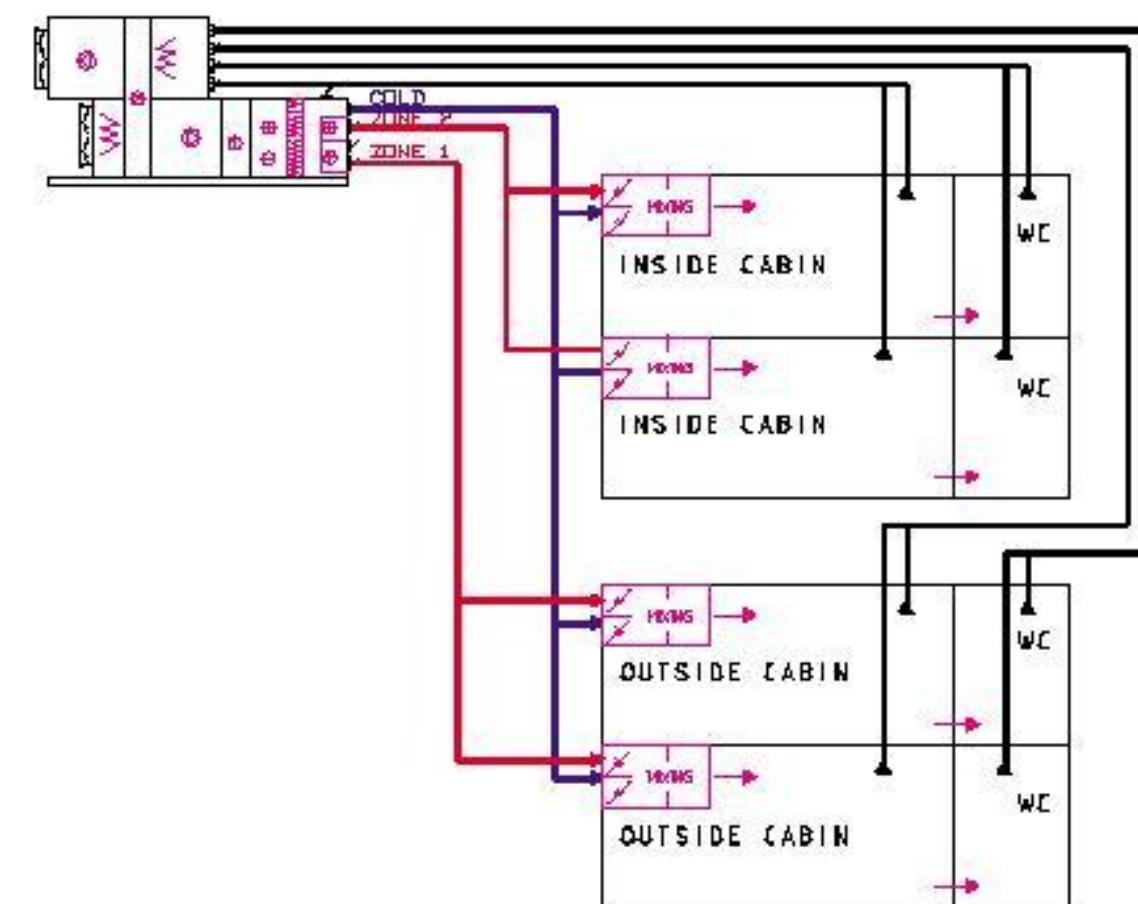 COLD
ZONE 2
ZONE 1
MIXING
WC
INSIDE CABIN
MIXING
WC
INSIDE CABIN
MIXING
WC
OUTSIDE CABIN
MIXING
WC
OUTSIDE CABIN